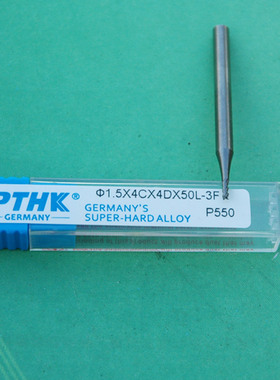 Φ1.5X4CX4DX50L-3F
PTHK®
GERMANY
GERMANY'S
SUPER-HARD ALLOY
P550